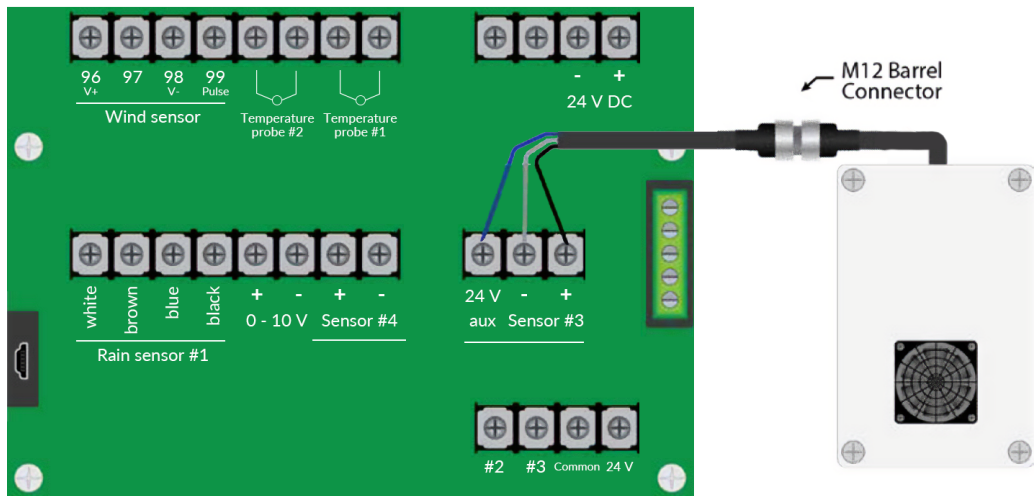 96 97 98 99
V+ V- Pulse
Wind sensor
Temperature
probe #2
Temperature
probe #1
- +
24 V DC
M12 Barrel
Connector
white
brown
blue
black
Rain sensor #1
+ -
0 - 10 V
+ -
Sensor #4
24 V - +
aux Sensor #3
#2 #3 Common 24 V